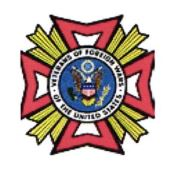 VETERANS OF FOREIGN WARS
OF THE UNITED STATES